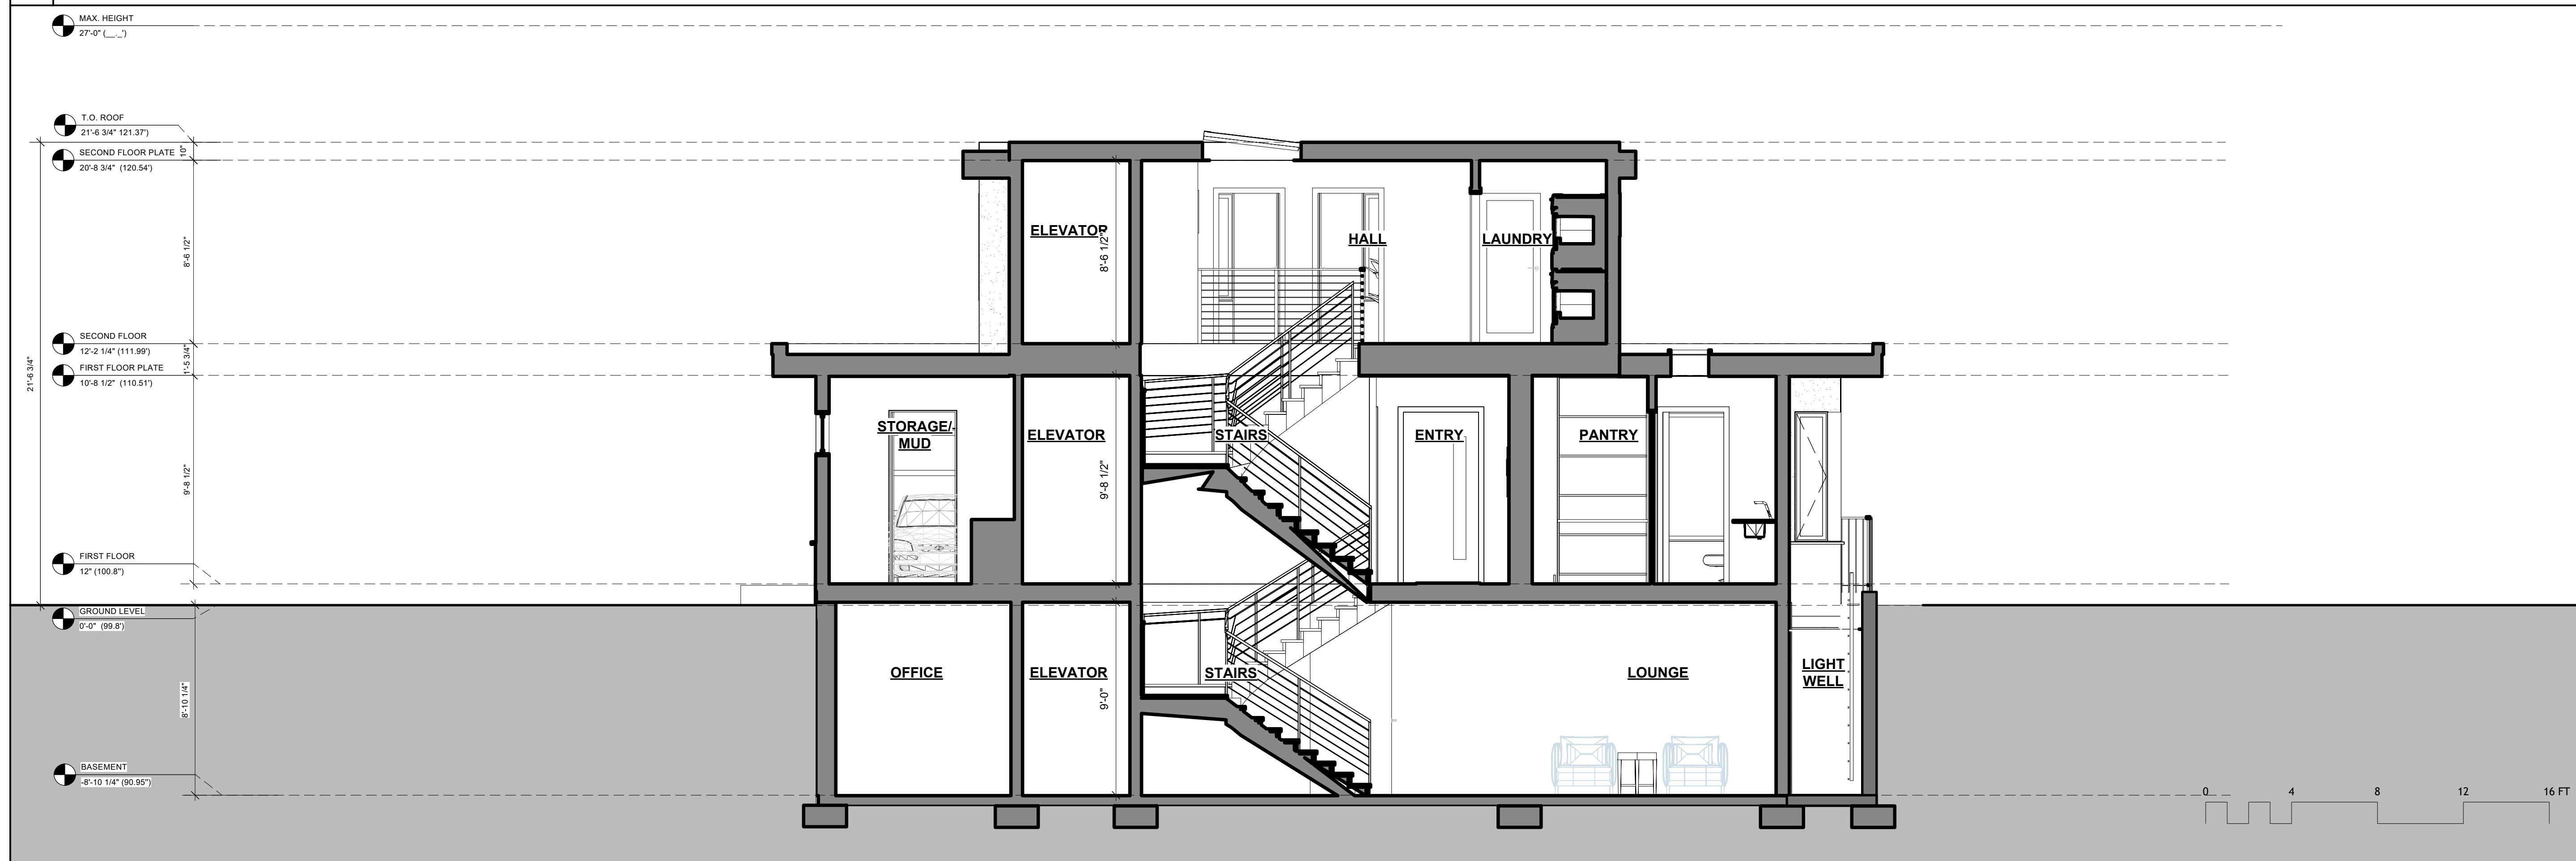 MAX. HEIGHT
27'-0" (__._')
T.O. ROOF
21'-6 3/4" 121.37')
10"
SECOND FLOOR PLATE
20'-8 3/4" (120.54')
8'-6 1/2"
ELEVATOR
8'-6 1/2"
HALL
LAUNDRY
SECOND FLOOR
12'-2 1/4" (111.99')
1'-5 3/4"
FIRST FLOOR PLATE
10'-8 1/2" (110.51')
21'-6 3/4"
9'-8 1/2"
STORAGE/
MUD
ELEVATOR
9'-8 1/2"
STAIRS
ENTRY
PANTRY
FIRST FLOOR
12" (100.8")
GROUND LEVEL
0'-0" (99.8')
8'-10 1/4"
OFFICE
ELEVATOR
9'-0"
STAIRS
LOUNGE
LIGHT
WELL
BASEMENT
-8'-10 1/4" (90.95")
0 4 8 12 16 FT